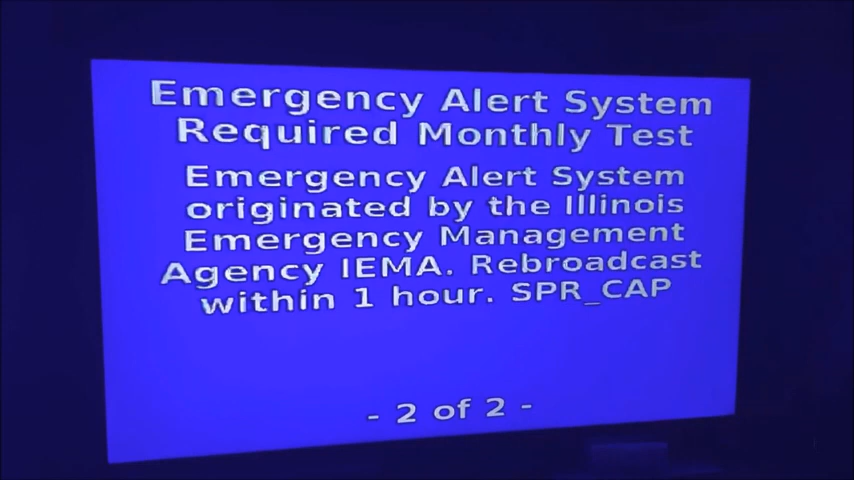 Emergency Alert System
Required Monthly Test
Emergency Alert System
originated by the Illinois
Emergency Management
Agency IEMA. Rebroadcast
within 1 hour. SPR_CAP
- 2 of 2 -